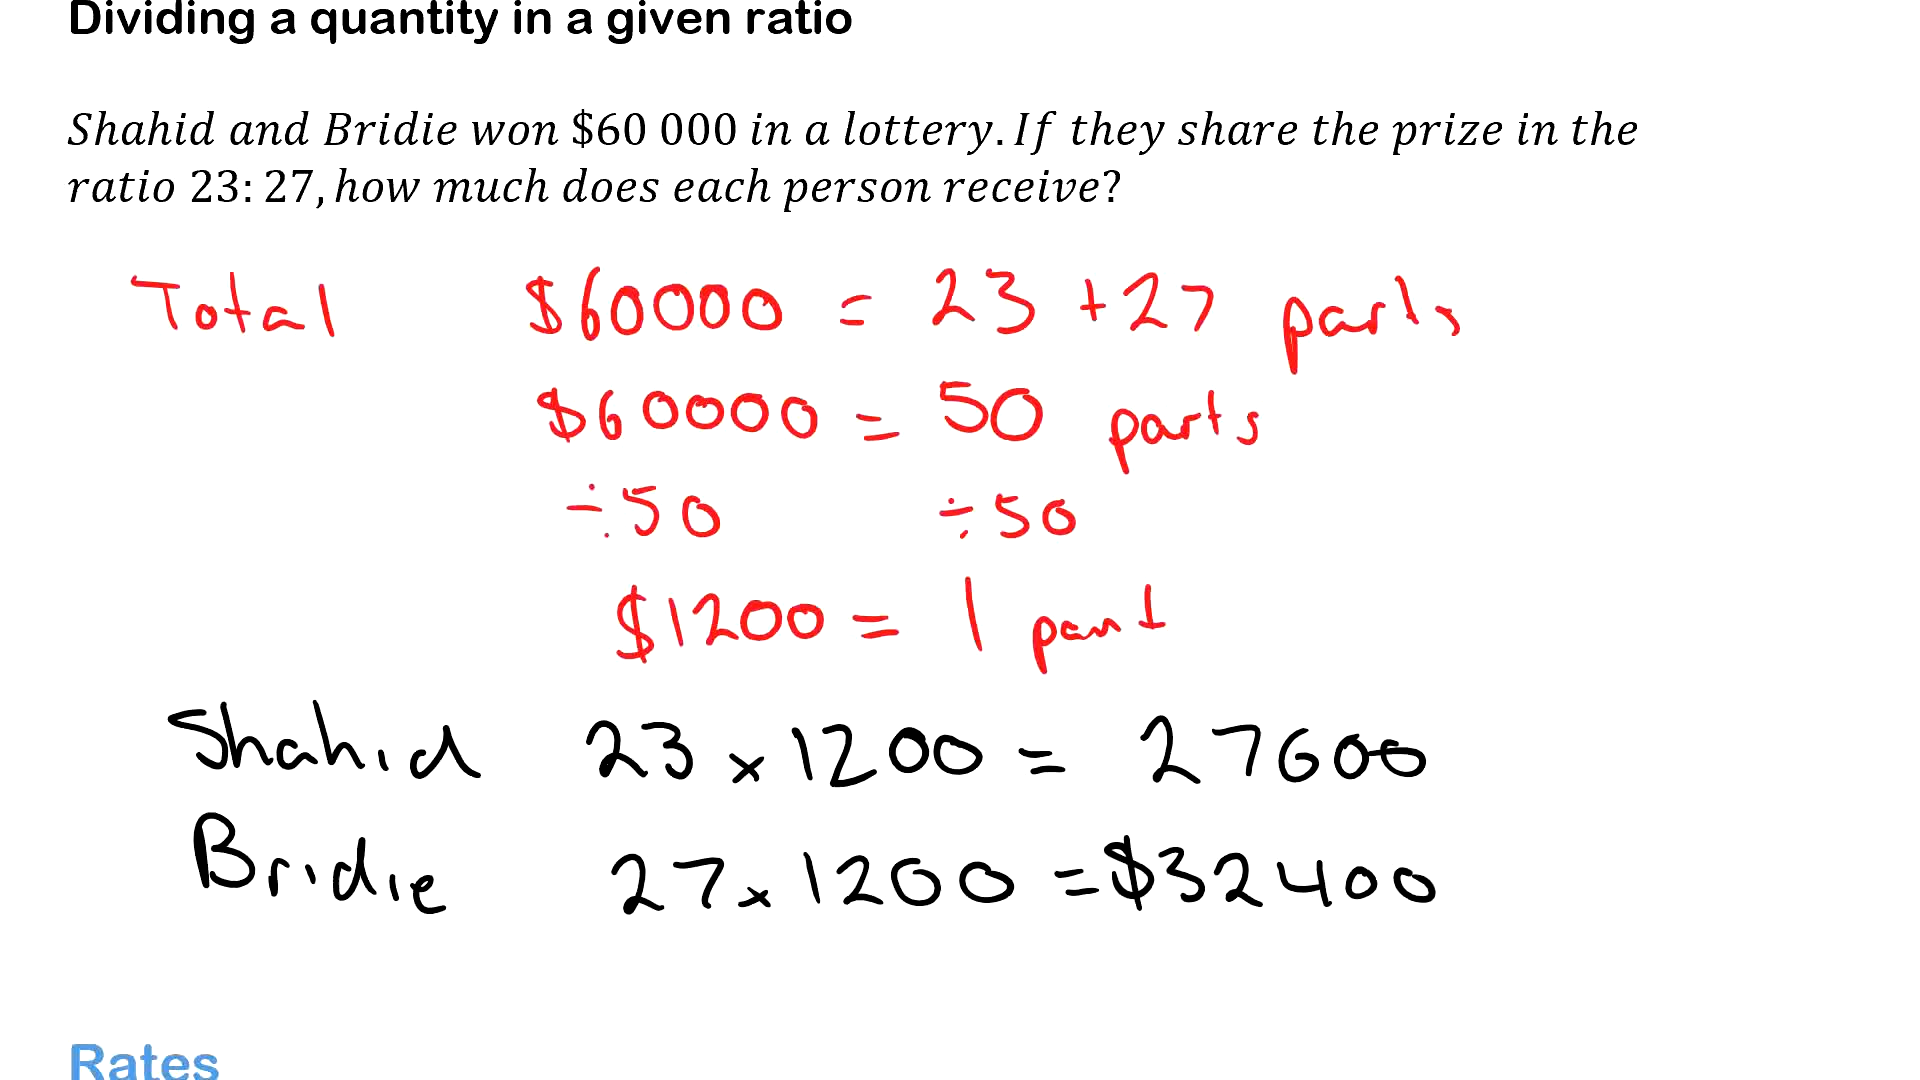 Dividing a quantity in a given ratio
Shahid and Bridie won $60 000 in a lottery. If they share the prize in the
ratio 23: 27, how much does each person receive?
Total $60000 = 23 + 27 parts
$60000 = 50 parts
÷50 ÷50
$1200 = 1 part
Shahid 23 × 1200 = 27600
Bridie 27 × 1200 = $32400
Rates